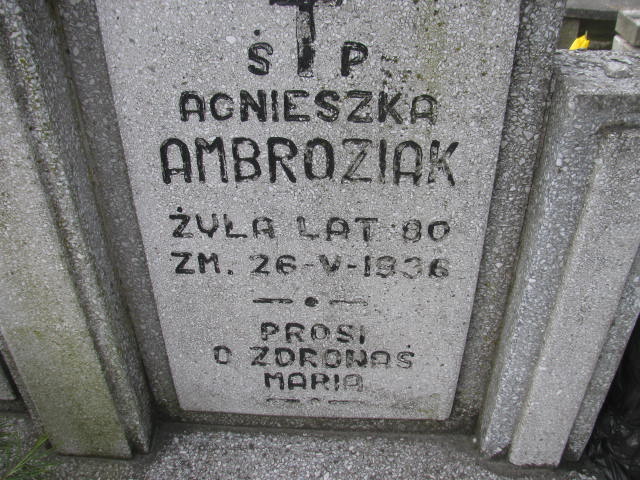 Ś P
AGNIESZKA
AMBROZIAK
ŻYŁA LAT 80
ZM. 26-V-1936
PROSI
O ZDROWAŚ
MARIA